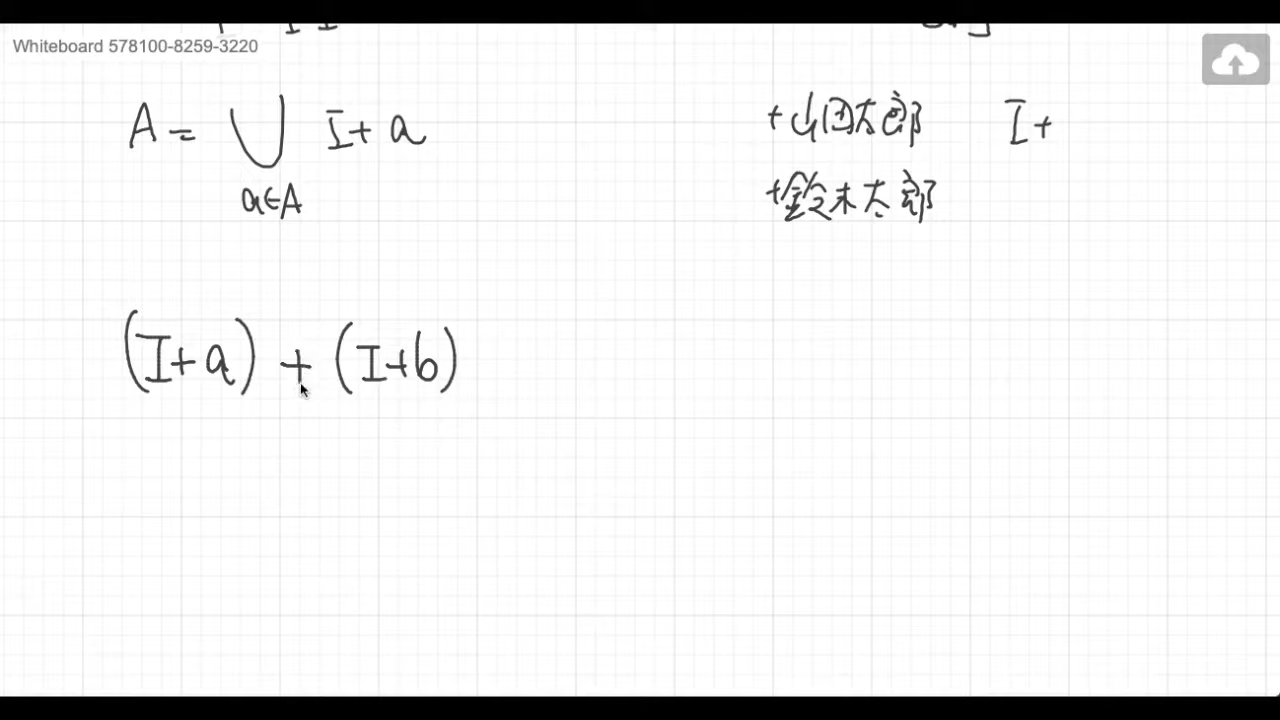 Whiteboard 578100-8259-3220
A = ⋃ I + a
a∈A
+山田太郎 I+
+鈴木太郎
(I+a) + (I+b)